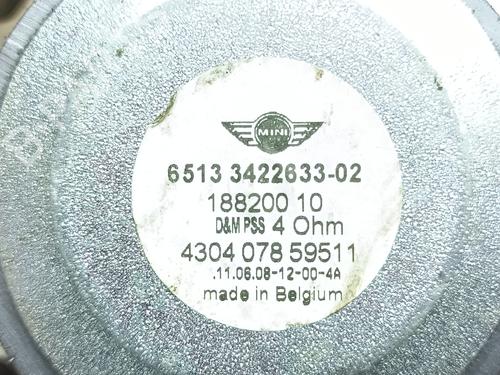 MINI
6513 3422633-02
188200 10
D&M PSS 4 Ohm
4304 078 59511
.11.06.08-12-00-4A
made in Belgium